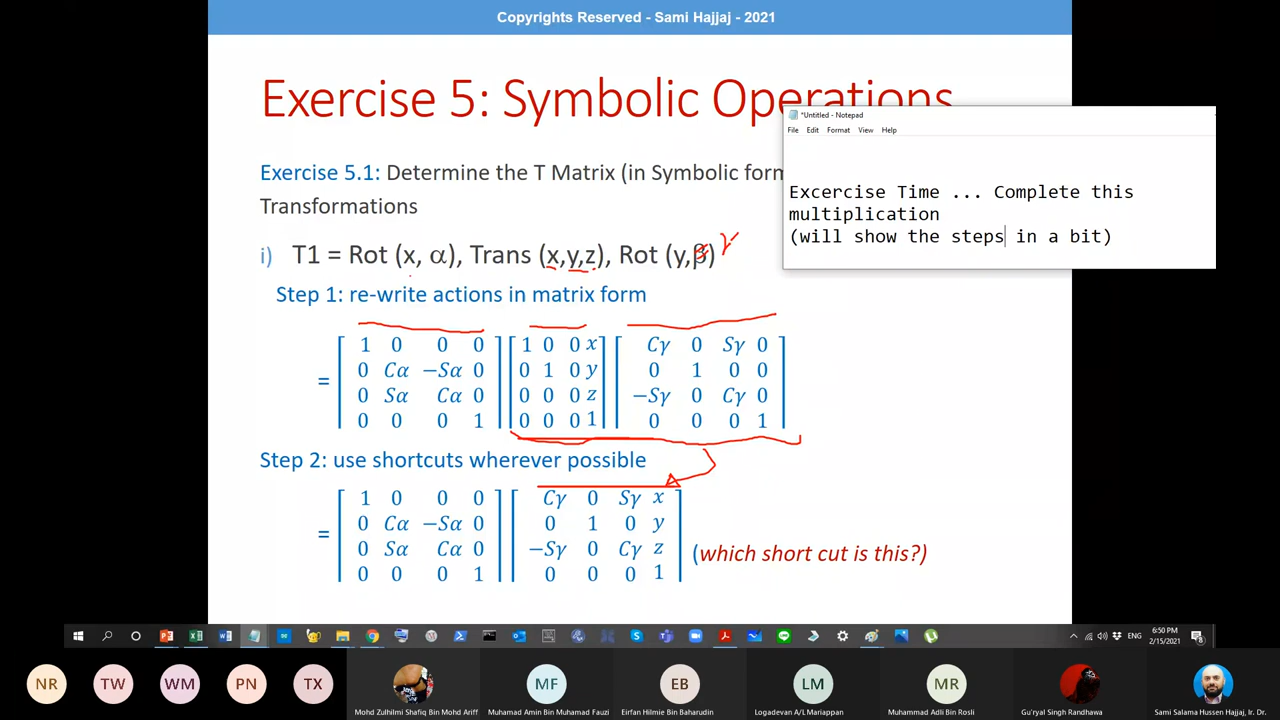 Copyrights Reserved - Sami Hajjaj - 2021
Exercise 5: Symbolic Operations
*Untitled - Notepad
File Edit Format View Help
Excercise Time ... Complete this
multiplication
(will show the steps in a bit)
Exercise 5.1: Determine the T Matrix (in Symbolic form
Transformations
i) T1 = Rot (x, α), Trans (x,y,z), Rot (y,β) γ
Step 1: re-write actions in matrix form
1 0 0 0 1 0 0 x Cγ 0 Sγ 0
0 Cα −Sα 0 0 1 0 y 0 1 0 0
= 0 Sα Cα 0 0 0 0 z −Sγ 0 Cγ 0
0 0 0 1 0 0 0 1 0 0 0 1
Step 2: use shortcuts wherever possible
1 0 0 0 Cγ 0 Sγ x
0 Cα −Sα 0 0 1 0 y
= 0 Sα Cα 0 −Sγ 0 Cγ z (which short cut is this?)
0 0 0 1 0 0 0 1
ENG
6:50 PM
2/15/2021
NR TW WM PN TX MF EB LM MR
Mohd Zulhilmi Shafiq Bin Mohd Ariff Muhamad Amin Bin Muhamad Fauzi Eirfan Hilmie Bin Baharudin Logadevan A/L Mariappan Muhammad Adli Bin Rosli Gu'ryal Singh Randhawa Sami Salama Hussen Hajjaj, Ir. Dr.